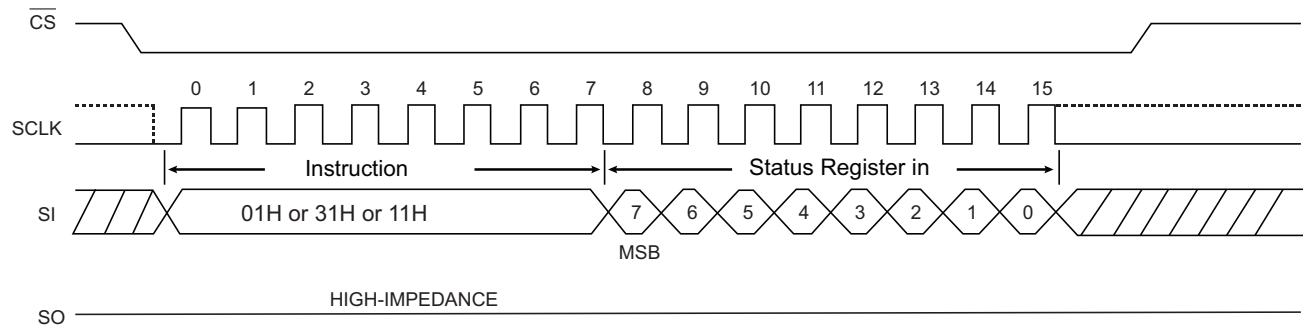 CS
0 1 2 3 4 5 6 7 8 9 10 11 12 13 14 15
SCLK
Instruction Status Register in
SI 01H or 31H or 11H 7 6 5 4 3 2 1 0
MSB
HIGH-IMPEDANCE
SO